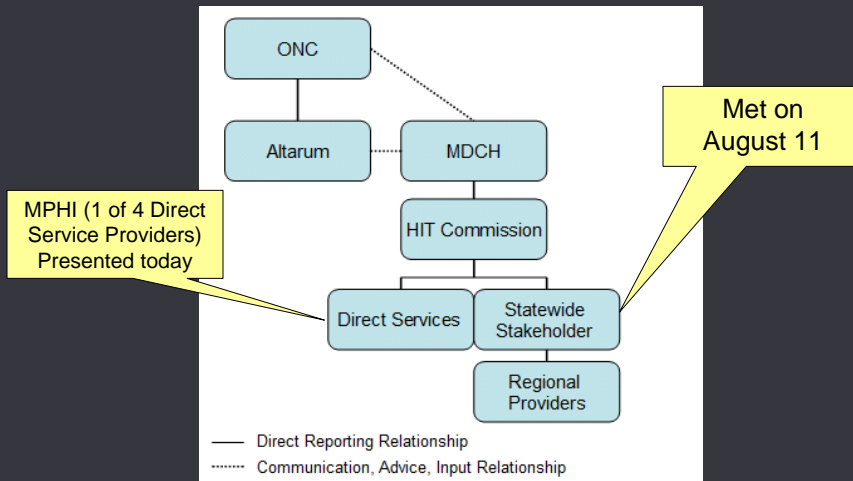 ONC
Met on
August 11
Altarum
MDCH
MPHI (1 of 4 Direct
Service Providers)
Presented today
HIT Commission
Direct Services
Statewide
Stakeholder
Regional
Providers
Direct Reporting Relationship
Communication, Advice, Input Relationship